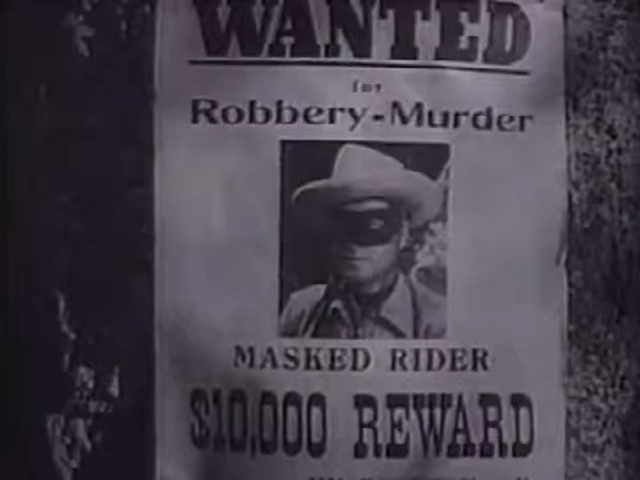 WANTED
for
Robbery-Murder
MASKED RIDER
$10,000 REWARD